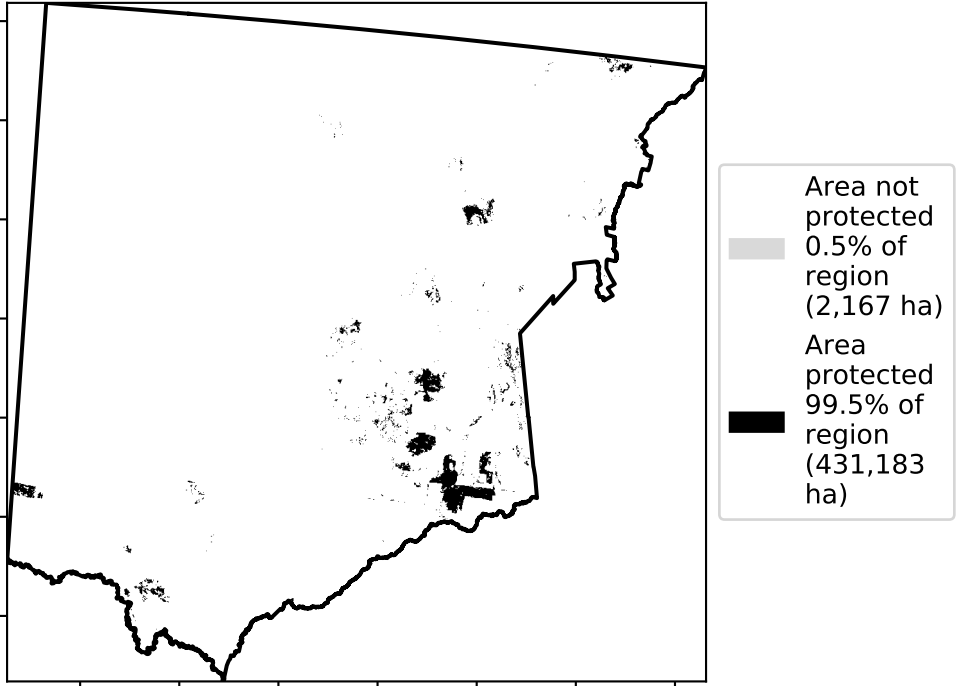 Area not
protected
0.5% of
region
(2,167 ha)
Area
protected
99.5% of
region
(431,183
ha)